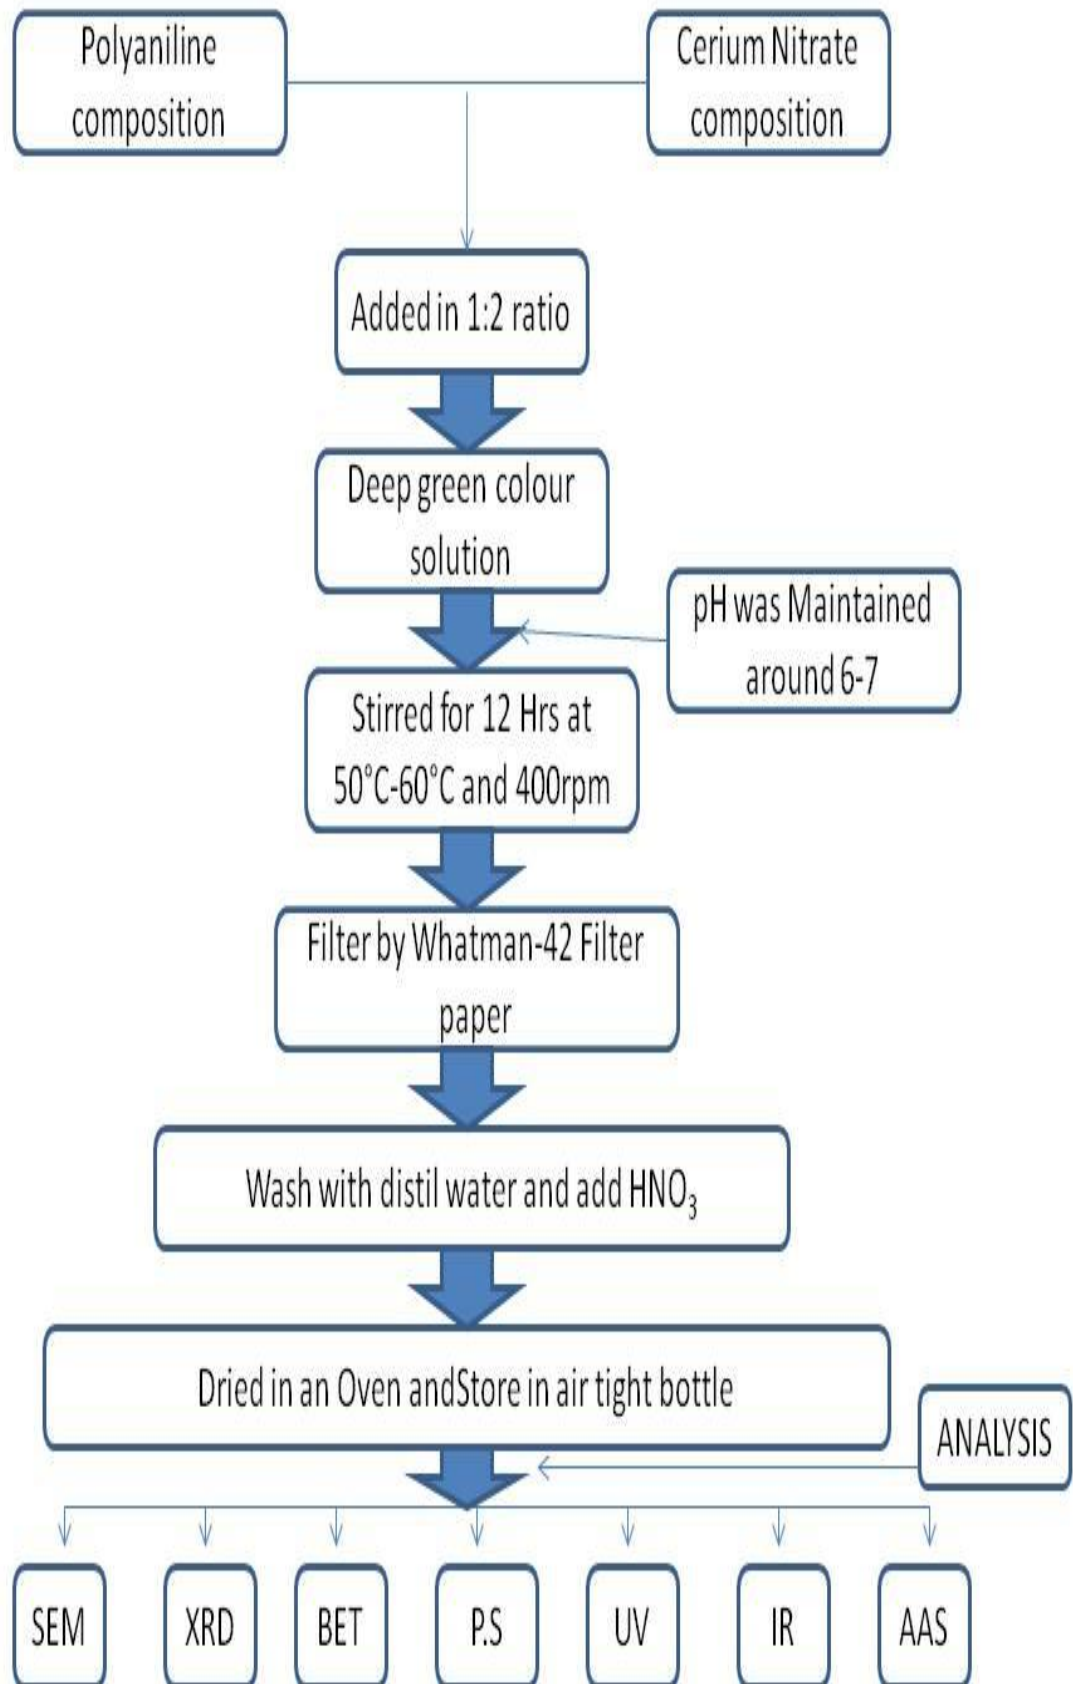 Polyaniline
composition
Cerium Nitrate
composition
Added in 1:2 ratio
Deep green colour
solution
pH was Maintained
around 6-7
Stirred for 12 Hrs at
50°C-60°C and 400rpm
Filter by Whatman-42 Filter
paper
Wash with distil water and add HNO₃
Dried in an Oven andStore in air tight bottle
ANALYSIS
SEM
XRD
BET
P.S
UV
IR
AAS